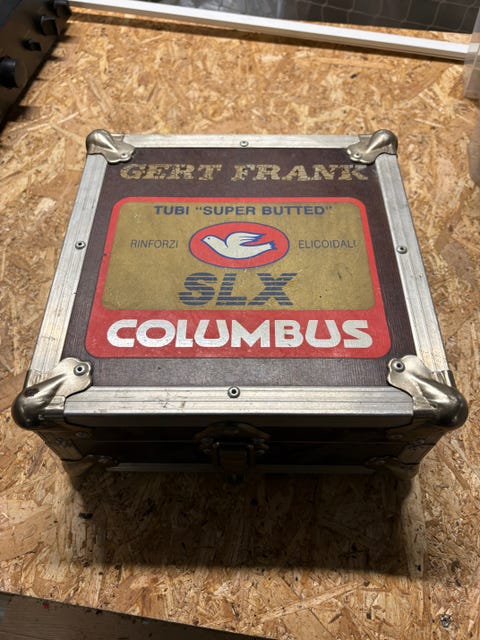 GERT FRANK
TUBI "SUPER BUTTED"
RINFORZI ELICOIDALI
SLX
COLUMBUS